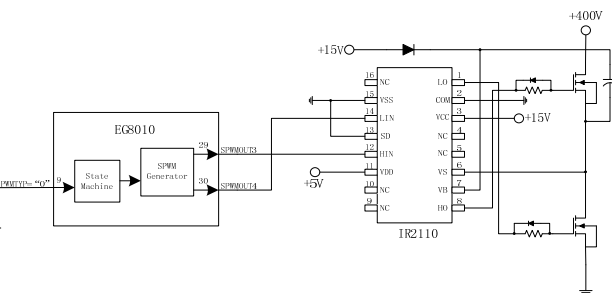 +400V
+15V
16 NC LO 1
15 VSS COM 2
14 LIN VCC 3 +15V
13 SD NC 4
12 HIN NC 5
11 VDD VS 6
10 NC VB 7
9 NC HO 8
IR2110
+5V
EG8010
PWMTYP= "0" 9
State
Machine
SPWM
Generator
29 SPWMOUT3
30 SPWMOUT4